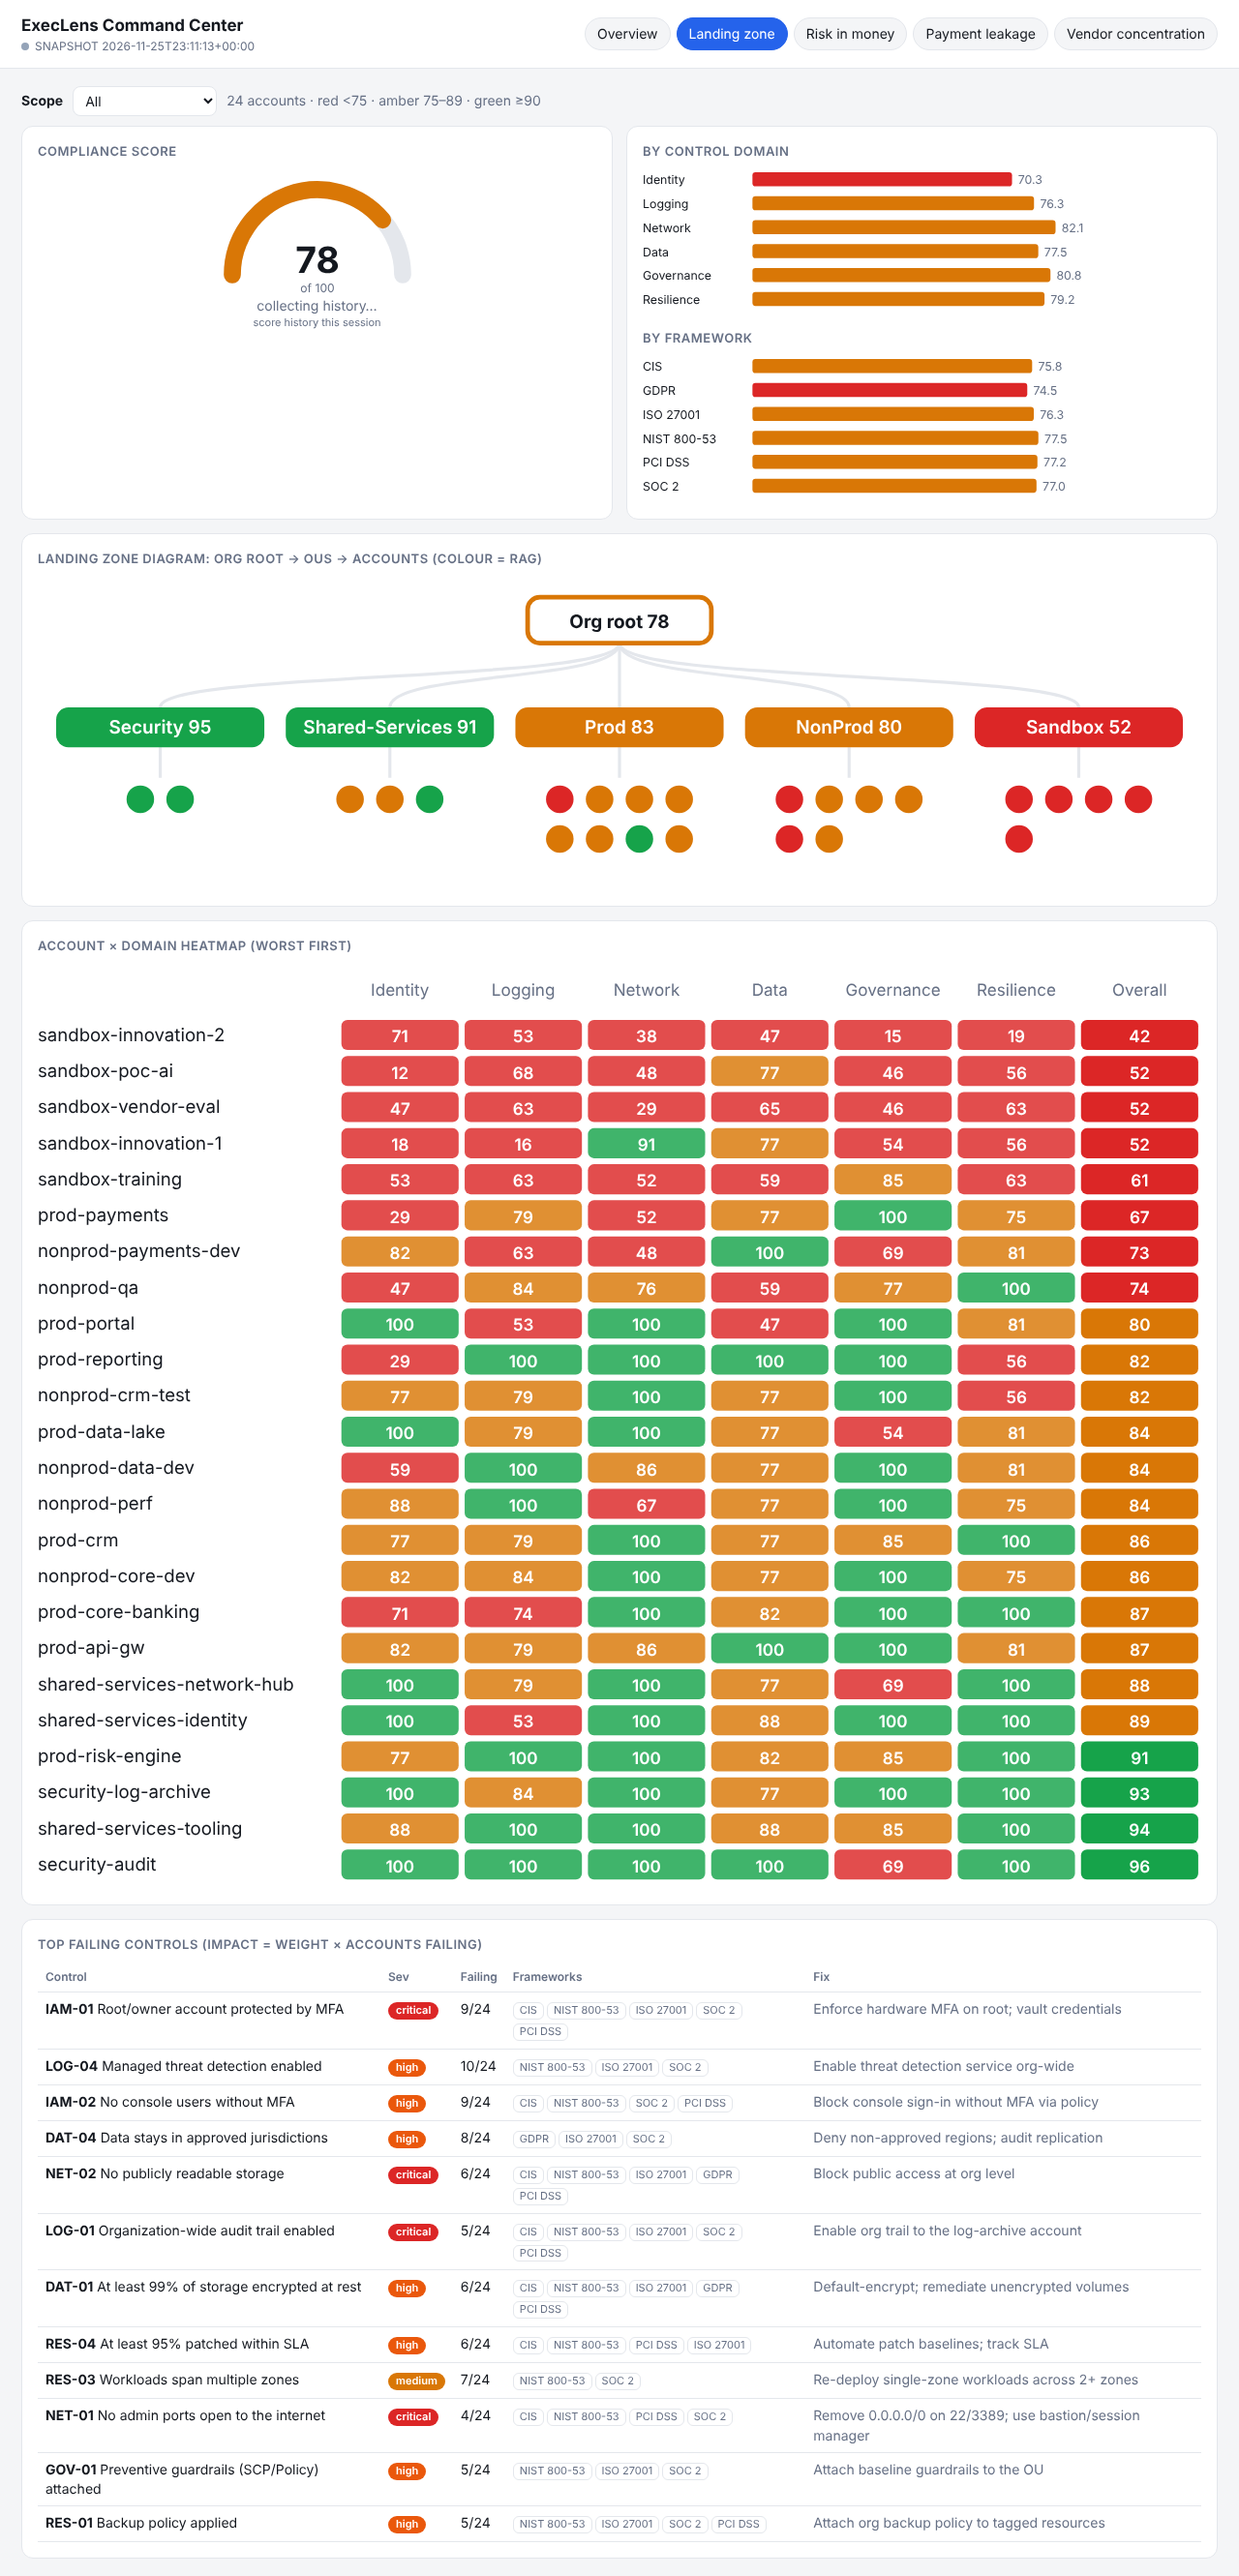 ExecLens Command Center
SNAPSHOT 2026-11-25T23:11:13+00:00
Overview
Landing zone
Risk in money
Payment leakage
Vendor concentration
Scope All 24 accounts · red <75 · amber 75–89 · green ≥90
COMPLIANCE SCORE
78
of 100
collecting history...
score history this session
BY CONTROL DOMAIN
Identity 70.3
Logging 76.3
Network 82.1
Data 77.5
Governance 80.8
Resilience 79.2
BY FRAMEWORK
CIS 75.8
GDPR 74.5
ISO 27001 76.3
NIST 800-53 77.5
PCI DSS 77.2
SOC 2 77.0
LANDING ZONE DIAGRAM: ORG ROOT → OUS → ACCOUNTS (COLOUR = RAG)
Org root 78
Security 95
Shared-Services 91
Prod 83
NonProd 80
Sandbox 52
ACCOUNT × DOMAIN HEATMAP (WORST FIRST)
Identity Logging Network Data Governance Resilience Overall
sandbox-innovation-2 71 53 38 47 15 19 42
sandbox-poc-ai 12 68 48 77 46 56 52
sandbox-vendor-eval 47 63 29 65 46 63 52
sandbox-innovation-1 18 16 91 77 54 56 52
sandbox-training 53 63 52 59 85 63 61
prod-payments 29 79 52 77 100 75 67
nonprod-payments-dev 82 63 48 100 69 81 73
nonprod-qa 47 84 76 59 77 100 74
prod-portal 100 53 100 47 100 81 80
prod-reporting 29 100 100 100 100 56 82
nonprod-crm-test 77 79 100 77 100 56 82
prod-data-lake 100 79 100 77 54 81 84
nonprod-data-dev 59 100 86 77 100 81 84
nonprod-perf 88 100 67 77 100 75 84
prod-crm 77 79 100 77 85 100 86
nonprod-core-dev 82 84 100 77 100 75 86
prod-core-banking 71 74 100 82 100 100 87
prod-api-gw 82 79 86 100 100 81 87
shared-services-network-hub 100 79 100 77 69 100 88
shared-services-identity 100 53 100 88 100 100 89
prod-risk-engine 77 100 100 82 85 100 91
security-log-archive 100 84 100 77 100 100 93
shared-services-tooling 88 100 100 88 85 100 94
security-audit 100 100 100 100 69 100 96
TOP FAILING CONTROLS (IMPACT = WEIGHT × ACCOUNTS FAILING)
Control Sev Failing Frameworks Fix
IAM-01 Root/owner account protected by MFA critical 9/24 CIS NIST 800-53 ISO 27001 SOC 2 Enforce hardware MFA on root; vault credentials
PCI DSS
LOG-04 Managed threat detection enabled high 10/24 NIST 800-53 ISO 27001 SOC 2 Enable threat detection service org-wide
IAM-02 No console users without MFA high 9/24 CIS NIST 800-53 SOC 2 PCI DSS Block console sign-in without MFA via policy
DAT-04 Data stays in approved jurisdictions high 8/24 GDPR ISO 27001 SOC 2 Deny non-approved regions; audit replication
NET-02 No publicly readable storage critical 6/24 CIS NIST 800-53 ISO 27001 GDPR Block public access at org level
PCI DSS
LOG-01 Organization-wide audit trail enabled critical 5/24 CIS NIST 800-53 ISO 27001 SOC 2 Enable org trail to the log-archive account
PCI DSS
DAT-01 At least 99% of storage encrypted at rest high 6/24 CIS NIST 800-53 ISO 27001 GDPR Default-encrypt; remediate unencrypted volumes
PCI DSS
RES-04 At least 95% patched within SLA high 6/24 CIS NIST 800-53 PCI DSS ISO 27001 Automate patch baselines; track SLA
RES-03 Workloads span multiple zones medium 7/24 NIST 800-53 SOC 2 Re-deploy single-zone workloads across 2+ zones
NET-01 No admin ports open to the internet critical 4/24 CIS NIST 800-53 PCI DSS SOC 2 Remove 0.0.0.0/0 on 22/3389; use bastion/session
manager
GOV-01 Preventive guardrails (SCP/Policy) high 5/24 NIST 800-53 ISO 27001 SOC 2 Attach baseline guardrails to the OU
attached
RES-01 Backup policy applied high 5/24 NIST 800-53 ISO 27001 SOC 2 PCI DSS Attach org backup policy to tagged resources